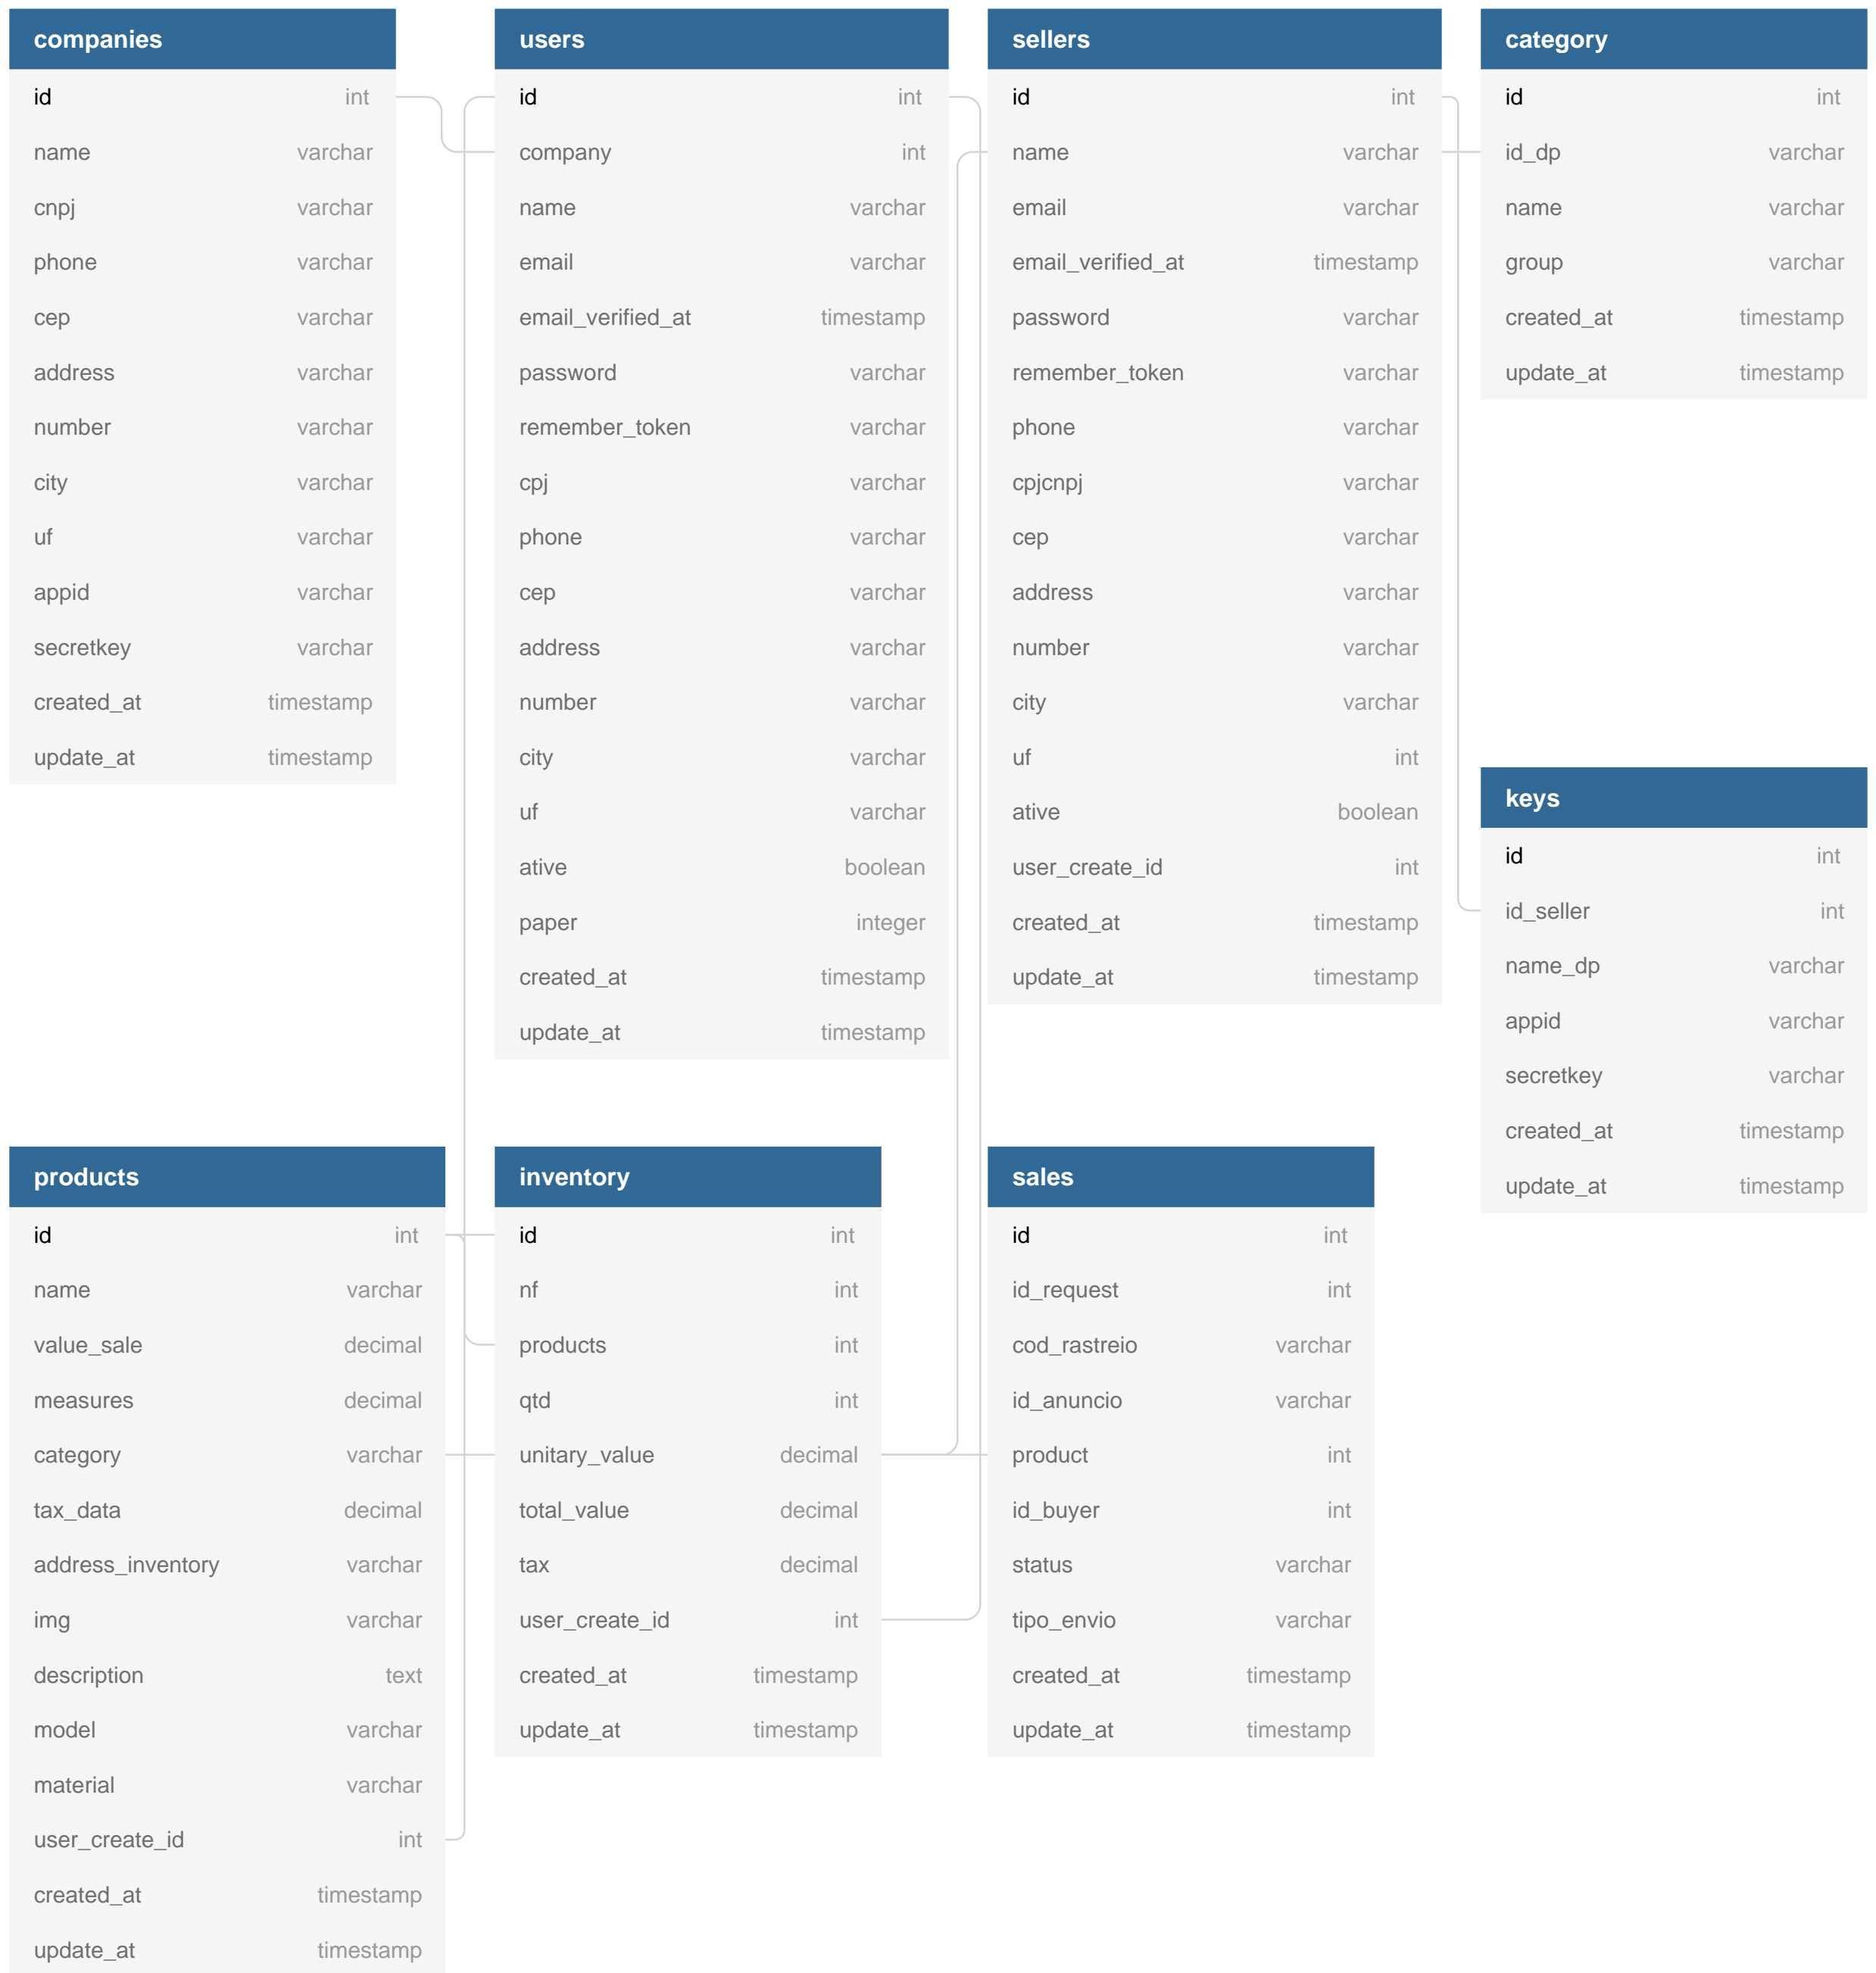 companies
id int
name varchar
cnpj varchar
phone varchar
cep varchar
address varchar
number varchar
city varchar
uf varchar
appid varchar
secretkey varchar
created_at timestamp
update_at timestamp
users
id int
company int
name varchar
email varchar
email_verified_at timestamp
password varchar
remember_token varchar
cpj varchar
phone varchar
cep varchar
address varchar
number varchar
city varchar
uf varchar
ative boolean
paper integer
created_at timestamp
update_at timestamp
sellers
id int
name varchar
email varchar
email_verified_at timestamp
password varchar
remember_token varchar
phone varchar
cpjcnpj varchar
cep varchar
address varchar
number varchar
city varchar
uf int
ative boolean
user_create_id int
created_at timestamp
update_at timestamp
category
id int
id_dp varchar
name varchar
group varchar
created_at timestamp
update_at timestamp
keys
id int
id_seller int
name_dp varchar
appid varchar
secretkey varchar
created_at timestamp
update_at timestamp
products
id int
name varchar
value_sale decimal
measures decimal
category varchar
tax_data decimal
address_inventory varchar
img varchar
description text
model varchar
material varchar
user_create_id int
created_at timestamp
update_at timestamp
inventory
id int
nf int
products int
qtd int
unitary_value decimal
total_value decimal
tax decimal
user_create_id int
created_at timestamp
update_at timestamp
sales
id int
id_request int
cod_rastreio varchar
id_anuncio varchar
product int
id_buyer int
status varchar
tipo_envio varchar
created_at timestamp
update_at timestamp